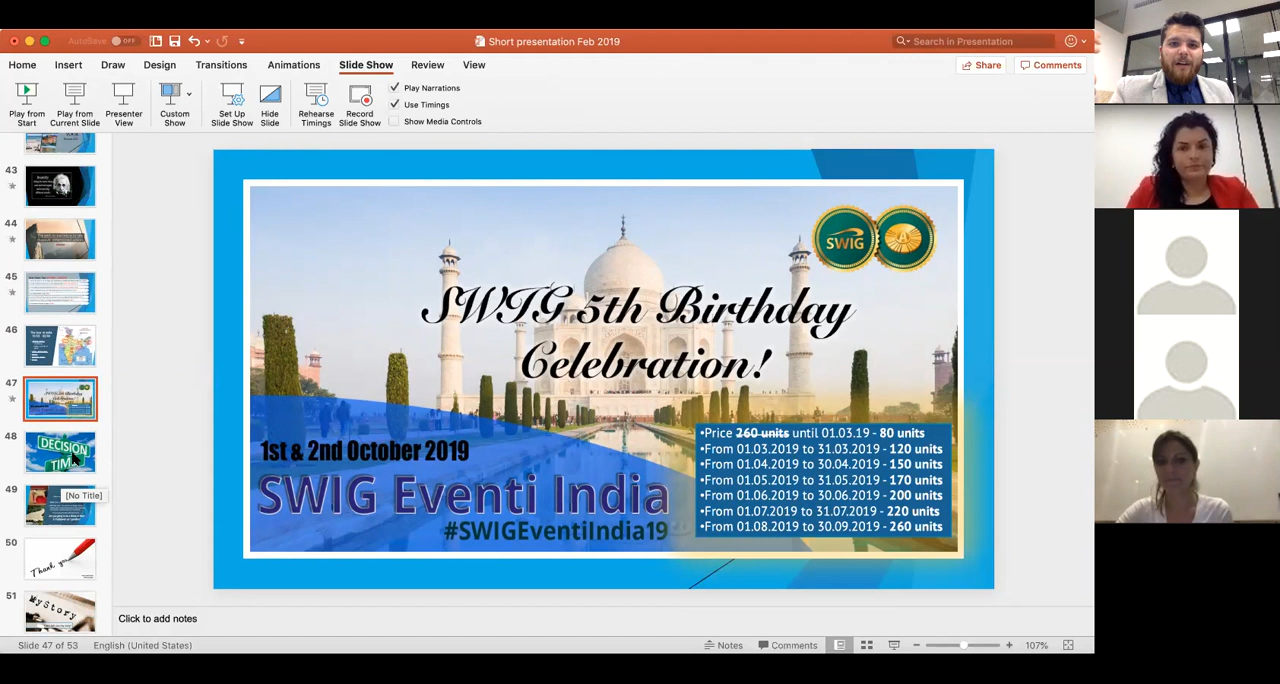 AutoSave OFF
Short presentation Feb 2019
Search in Presentation
Home Insert Draw Design Transitions Animations Slide Show Review View
Share Comments
Play from Start
Play from Current Slide
Presenter View
Custom Show
Set Up Slide Show
Hide Slide
Rehearse Timings
Record Slide Show
Play Narrations
Use Timings
Show Media Controls
43
44
45
46
47
48
DECISION
TIME
[No Title]
49
50
Thank you
51
My Story
SWIG
A
SWIG 5th Birthday
Celebration!
1st & 2nd October 2019
SWIG Eventi India
#SWIGEventiIndia19
•Price 260 units until 01.03.19 - 80 units
•From 01.03.2019 to 31.03.2019 - 120 units
•From 01.04.2019 to 30.04.2019 - 150 units
•From 01.05.2019 to 31.05.2019 - 170 units
•From 01.06.2019 to 30.06.2019 - 200 units
•From 01.07.2019 to 31.07.2019 - 220 units
•From 01.08.2019 to 30.09.2019 - 260 units
Click to add notes
Slide 47 of 53 English (United States) Notes Comments 107%